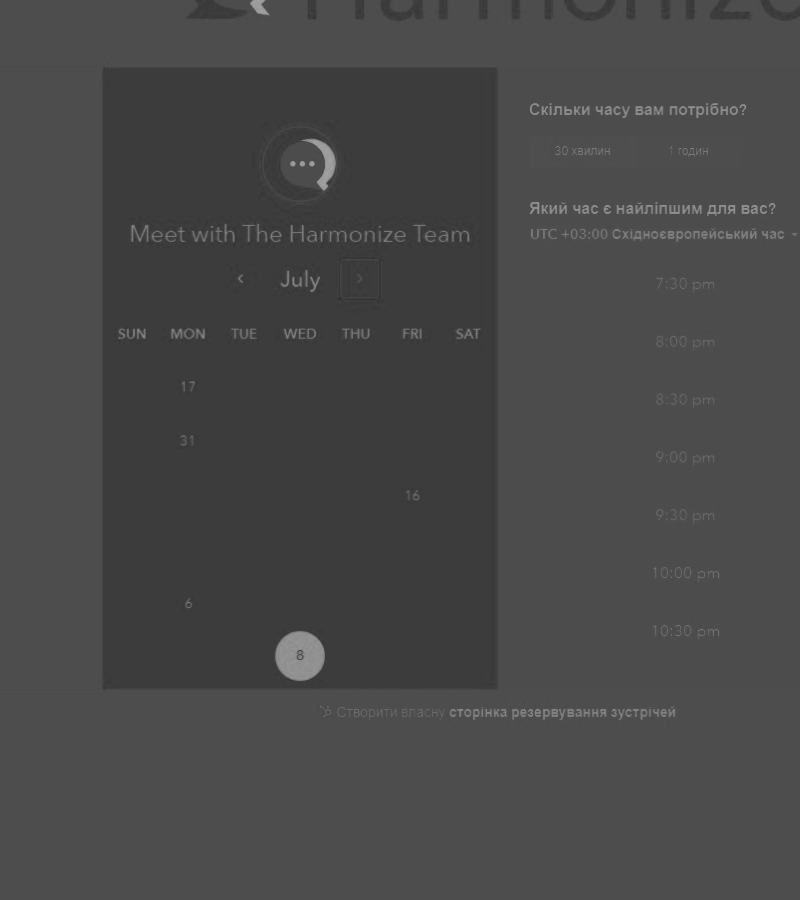 Harmonize
Meet with The Harmonize Team
July
SUN MON TUE WED THU FRI SAT
17
31
16
6
8
Скільки часу вам потрібно?
30 хвилин 1 годин
Який час є найліпшим для вас?
UTC +03:00 Східноєвропейський час
7:30 pm
8:00 pm
8:30 pm
9:00 pm
9:30 pm
10:00 pm
10:30 pm
Створити власну сторінка резервування зустрічей